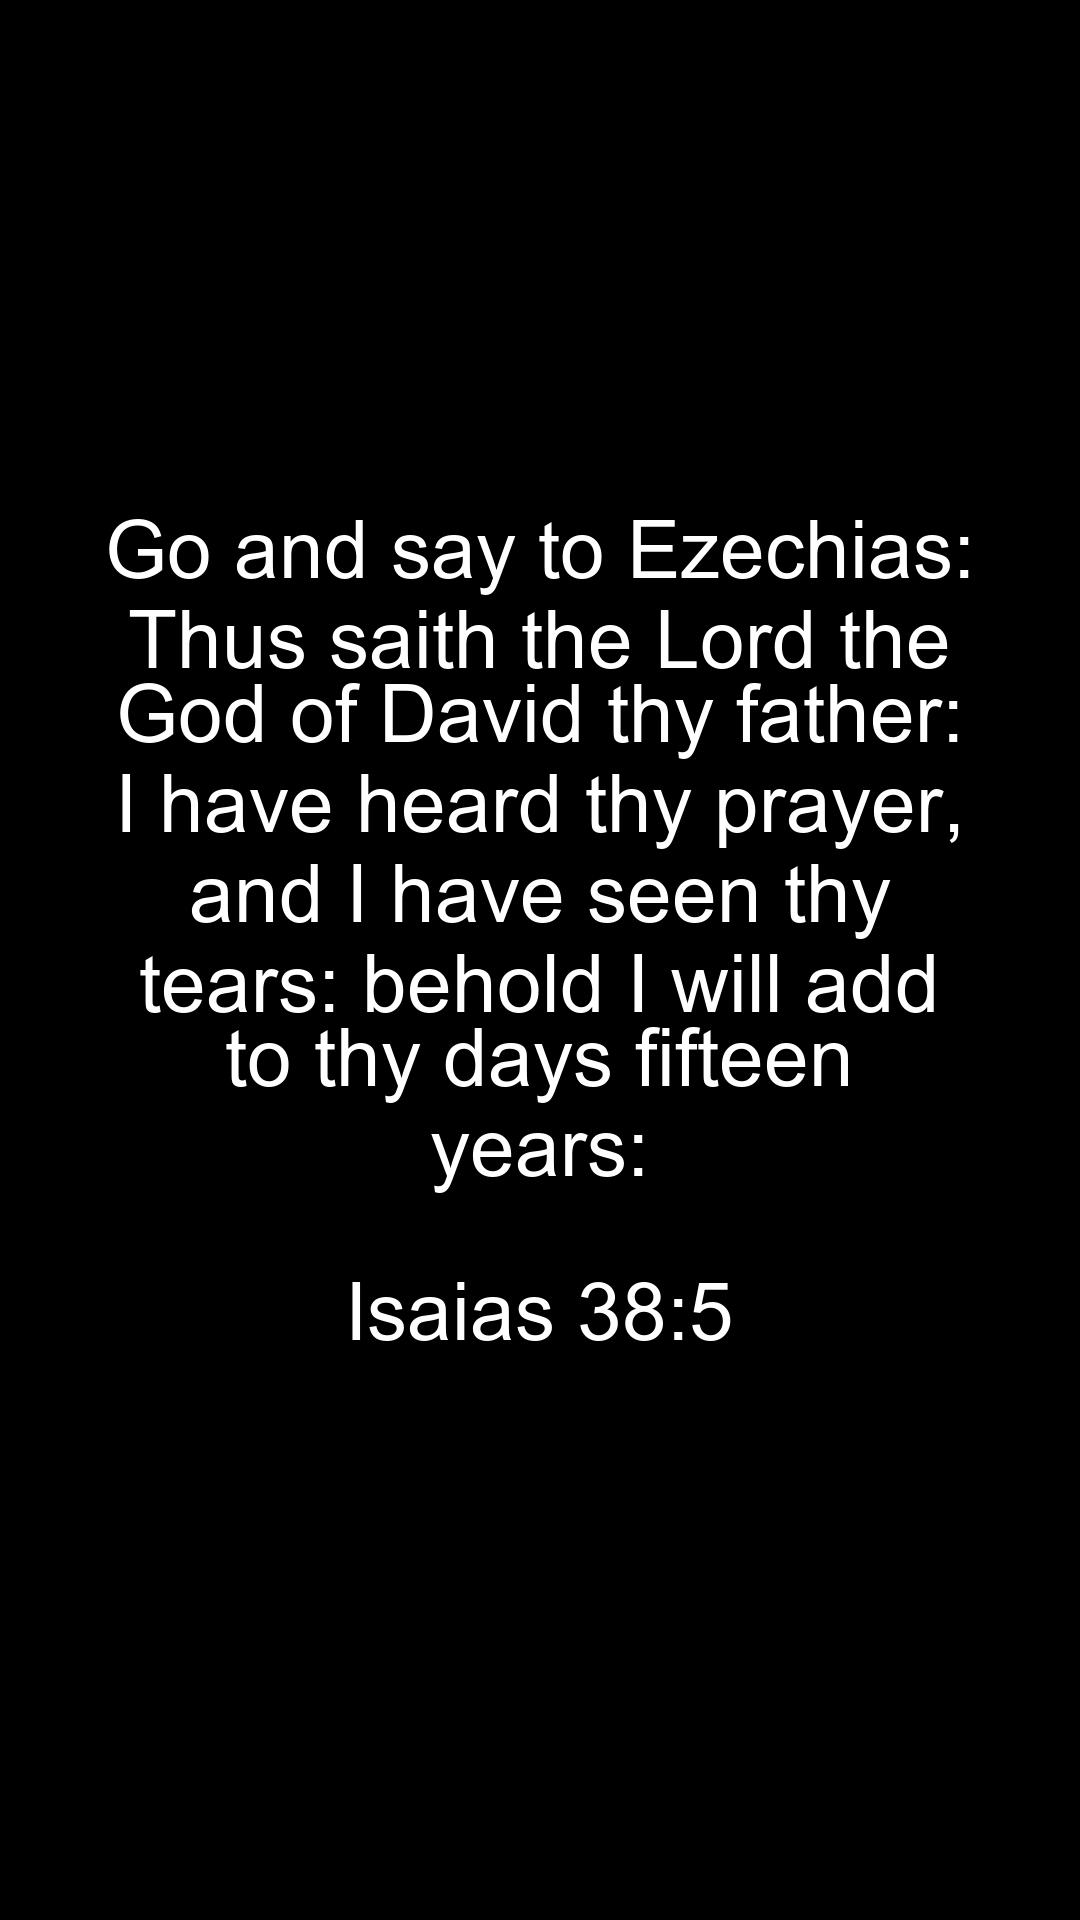 Go and say to Ezechias:
Thus saith the Lord the
God of David thy father:
I have heard thy prayer,
and I have seen thy
tears: behold I will add
to thy days fifteen
years:
Isaias 38:5